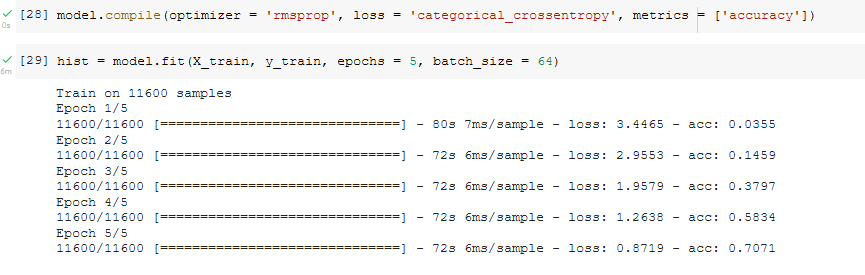 [28] model.compile(optimizer = 'rmsprop', loss = 'categorical_crossentropy', metrics = ['accuracy'])
0s
[29] hist = model.fit(X_train, y_train, epochs = 5, batch_size = 64)
6m
Train on 11600 samples
Epoch 1/5
11600/11600 [==============================] - 80s 7ms/sample - loss: 3.4465 - acc: 0.0355
Epoch 2/5
11600/11600 [==============================] - 72s 6ms/sample - loss: 2.9553 - acc: 0.1459
Epoch 3/5
11600/11600 [==============================] - 72s 6ms/sample - loss: 1.9579 - acc: 0.3797
Epoch 4/5
11600/11600 [==============================] - 72s 6ms/sample - loss: 1.2638 - acc: 0.5834
Epoch 5/5
11600/11600 [==============================] - 72s 6ms/sample - loss: 0.8719 - acc: 0.7071